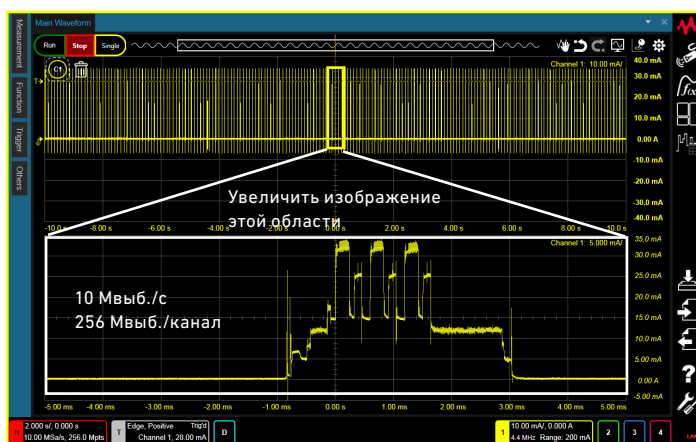 Main Waveform
Run
Stop
Single
Measurement
Function
Trigger
Others
C1
Channel 1: 10.00 mA/
T
40.0 mA
30.0 mA
20.0 mA
10.0 mA
0.00 A
-10.0 mA
-20.0 mA
-30.0 mA
-40.0 mA
f(x)
Увеличить изображение
этой области
-10.0 s -8.00 s -6.00 s -4.00 s -2.00 s 0.00 s 2.00 s 4.00 s 6.00 s 8.00 s 10.0 s
Channel 1: 5.000 mA/
35.0 mA
30.0 mA
25.0 mA
20.0 mA
15.0 mA
10.0 mA
5.00 mA
0.00 A
-5.00 mA
10 Мвыб./с
256 Мвыб./канал
-5.00 ms -4.00 ms -3.00 ms -2.00 ms -1.00 ms 0.00 s 1.00 ms 2.00 ms 3.00 ms 4.00 ms 5.00 ms
?
H
2.000 s/, 0.000 s
10.00 MSa/s, 256.0 Mpts
T
Edge, Positive Trig'd
Channel 1, 28.00 mA
D
1
10.00 mA/, 0.000 A
4.4 MHz Range: 200 mA
2
3
4